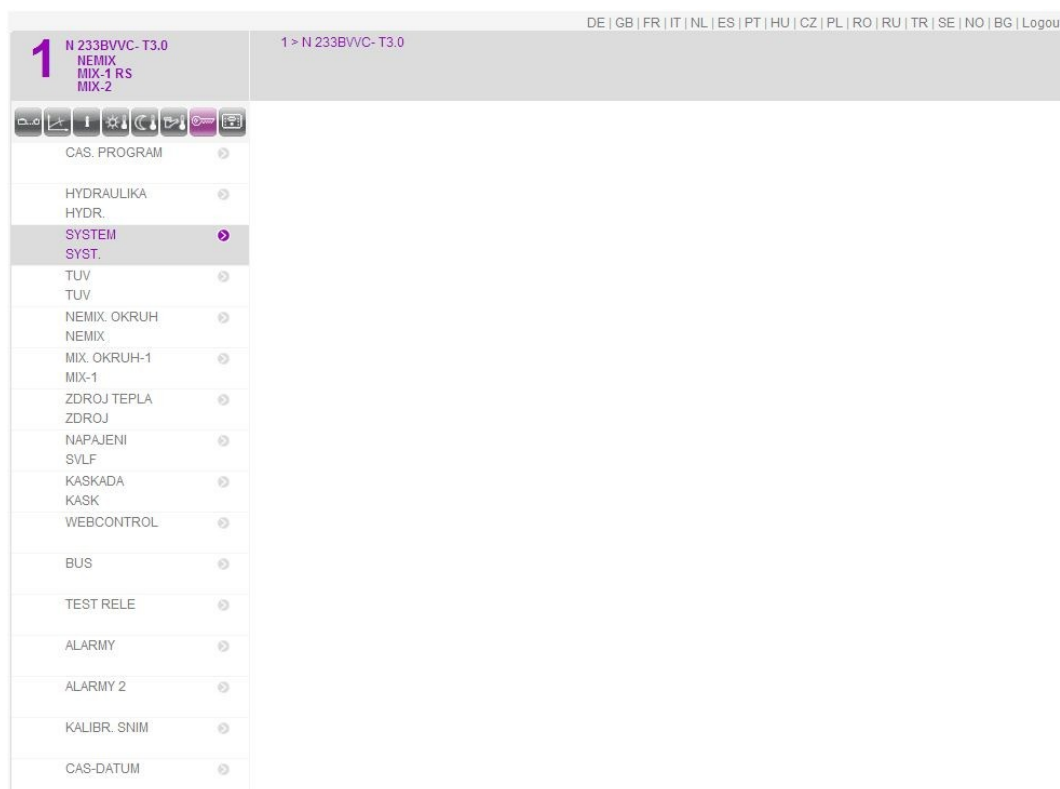 DE | GB | FR | IT | NL | ES | PT | HU | CZ | PL | RO | RU | TR | SE | NO | BG | Logou
1
N 233BVVC- T3.0
NEMIX
MIX-1 RS
MIX-2
1 > N 233BVVC- T3.0
CAS. PROGRAM
HYDRAULIKA
HYDR.
SYSTEM
SYST.
TUV
TUV
NEMIX. OKRUH
NEMIX
MIX. OKRUH-1
MIX-1
ZDROJ TEPLA
ZDROJ
NAPAJENI
SVLF
KASKADA
KASK
WEBCONTROL
BUS
TEST RELE
ALARMY
ALARMY 2
KALIBR. SNIM
CAS-DATUM